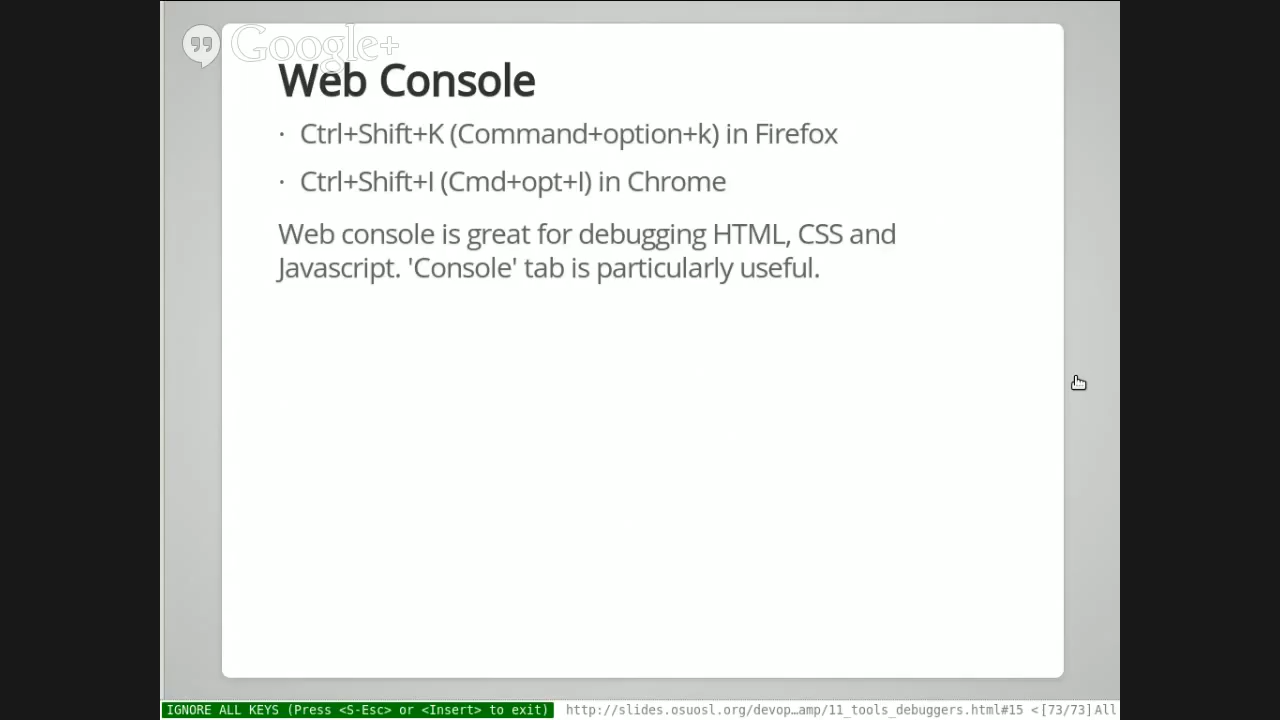 Google+
Web Console
· Ctrl+Shift+K (Command+option+k) in Firefox
· Ctrl+Shift+I (Cmd+opt+I) in Chrome
Web console is great for debugging HTML, CSS and
Javascript. 'Console' tab is particularly useful.
IGNORE ALL KEYS (Press <S-Esc> or <Insert> to exit) http://slides.osuosl.org/devop…amp/11_tools_debuggers.html#15 <[73/73]All